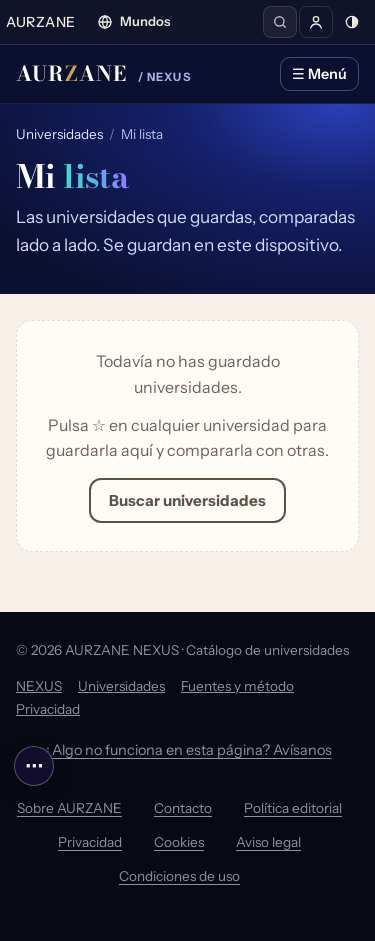 AURZANE Mundos
AURZANE / NEXUS ☰ Menú
Universidades / Mi lista
Mi lista
Las universidades que guardas, comparadas
lado a lado. Se guardan en este dispositivo.
Todavía no has guardado
universidades.
Pulsa ☆ en cualquier universidad para
guardarla aquí y compararla con otras.
Buscar universidades
© 2026 AURZANE NEXUS · Catálogo de universidades
NEXUS Universidades Fuentes y método
Privacidad
¿Algo no funciona en esta página? Avísanos
Sobre AURZANE Contacto Política editorial
Privacidad Cookies Aviso legal
Condiciones de uso